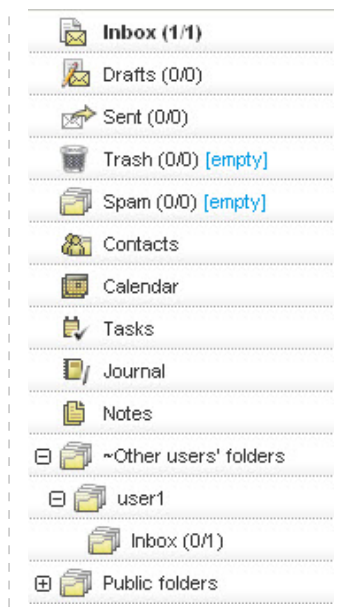 Inbox (1/1)
Drafts (0/0)
Sent (0/0)
Trash (0/0) [empty]
Spam (0/0) [empty]
Contacts
Calendar
Tasks
Journal
Notes
~Other users' folders
user1
Inbox (0/1)
Public folders